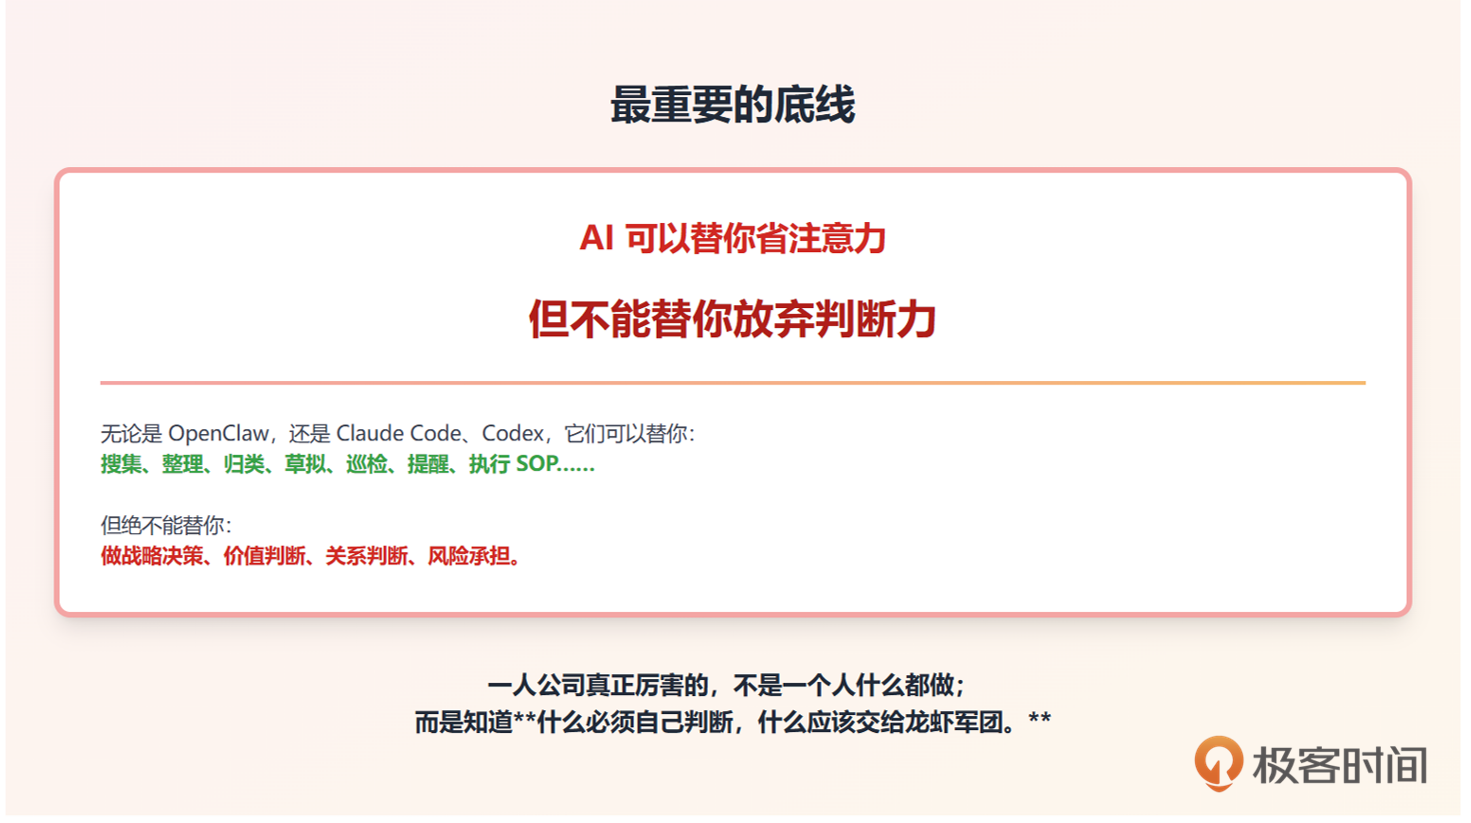 最重要的底线
AI 可以替你省注意力
但不能替你放弃判断力
无论是 OpenClaw，还是 Claude Code、Codex，它们可以替你：
搜集、整理、归类、草拟、巡检、提醒、执行 SOP……
但绝不能替你：
做战略决策、价值判断、关系判断、风险承担。
一人公司真正厉害的，不是一个人什么都做；
而是知道**什么必须自己判断，什么应该交给龙虾军团。**
极客时间